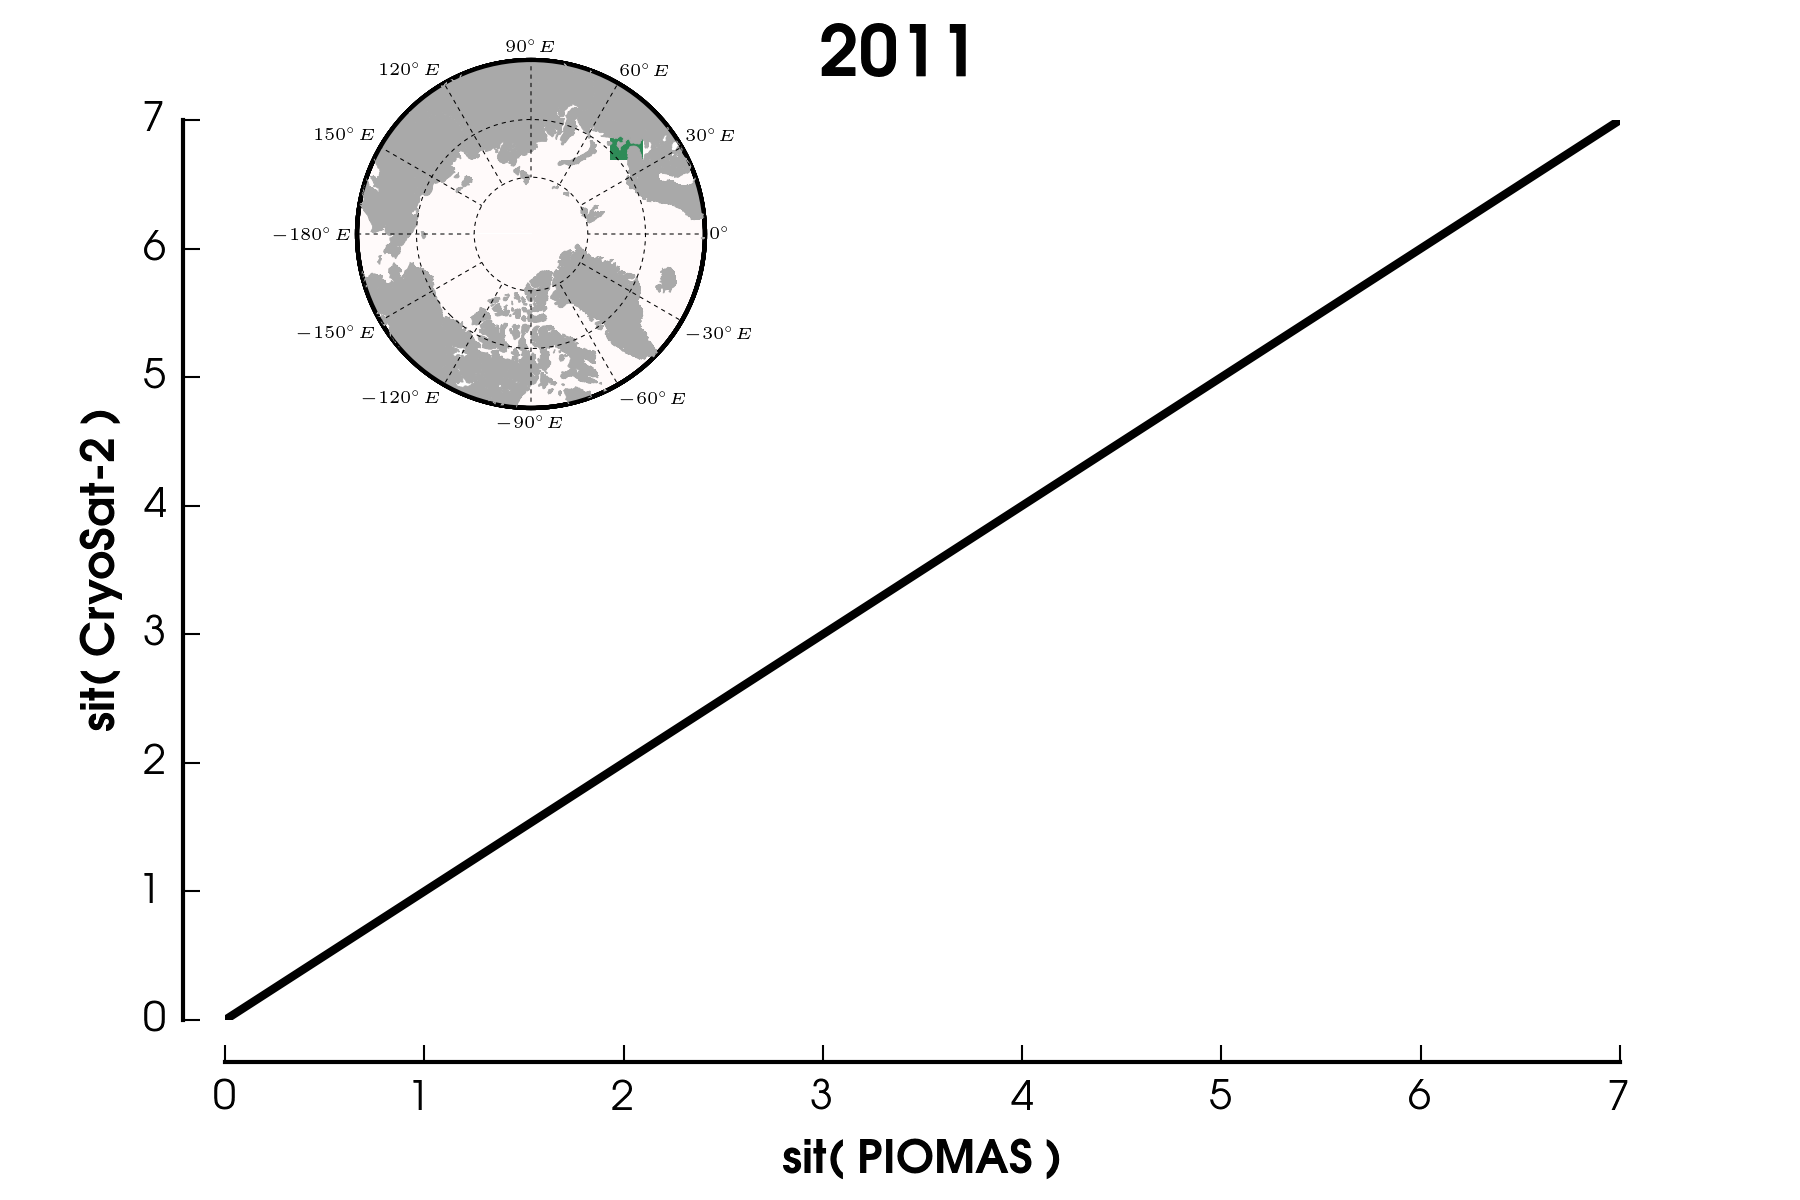 2011
90° E
120° E
60° E
150° E
30° E
−180° E
0°
−150° E
−30° E
−120° E
−60° E
−90° E
7
6
5
4
3
2
1
0
sit( CryoSat-2 )
0 1 2 3 4 5 6 7
sit( PIOMAS )